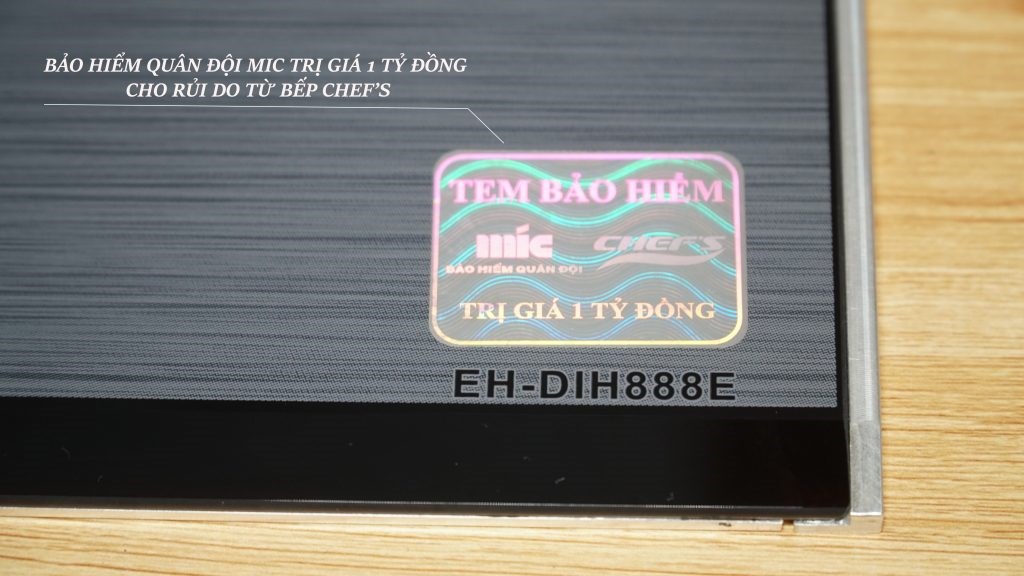 BẢO HIỂM QUÂN ĐỘI MIC TRỊ GIÁ 1 TỶ ĐỒNG
CHO RỦI DO TỪ BẾP CHEF'S
TEM BẢO HIỂM
míc
BẢO HIỂM QUÂN ĐỘI
CHEF'S
TRỊ GIÁ 1 TỶ ĐỒNG
EH-DIH888E